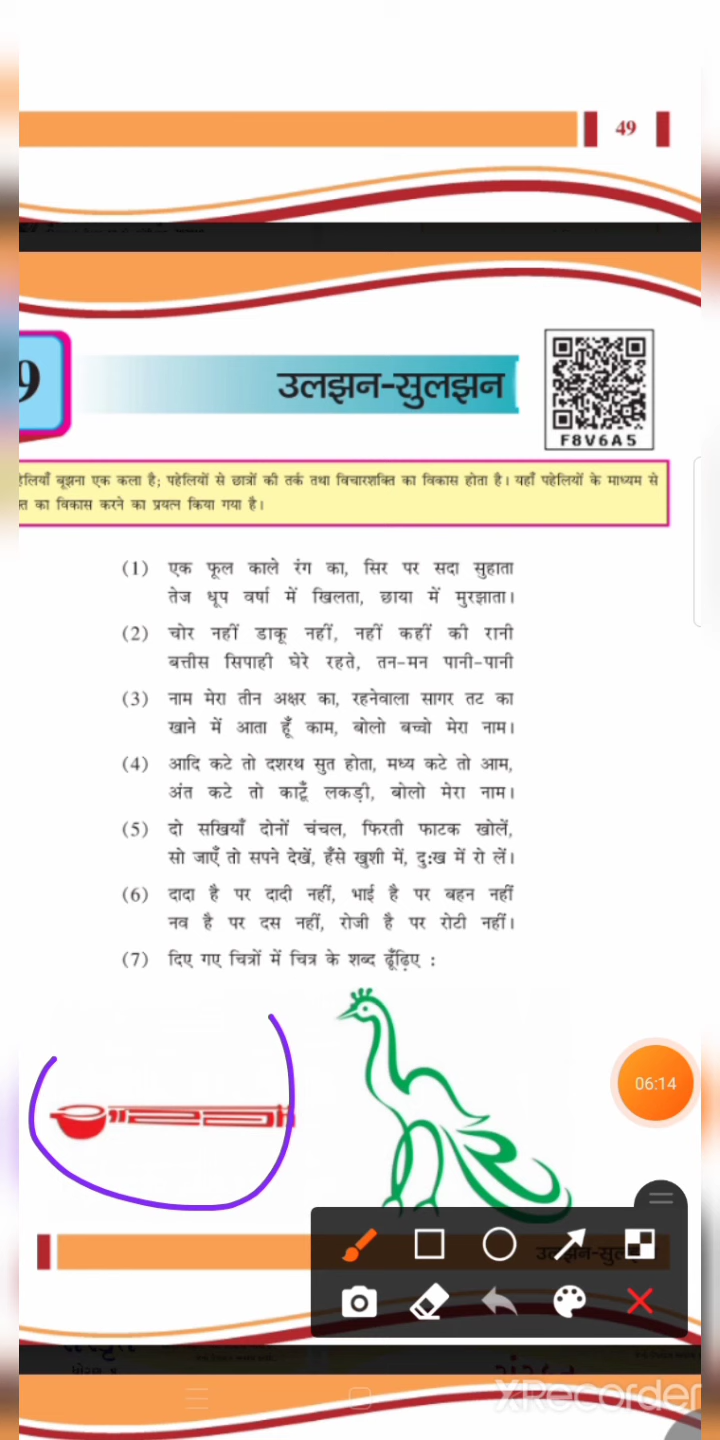 49
9
उलझन-सुलझन
F8V6A5
हेलियाँ बूझना एक कला है; पहेलियों से छात्रों की तर्क तथा विचारशक्ति का विकास होता है। यहाँ पहेलियों के माध्यम से
का विकास करने का प्रयत्न किया गया है।
(1) एक फूल काले रंग का, सिर पर सदा सुहाता
तेज धूप वर्षा में खिलता, छाया में मुरझाता।
(2) चोर नहीं डाकू नहीं, नहीं कहीं की रानी
बत्तीस सिपाही घेरे रहते, तन-मन पानी-पानी
(3) नाम मेरा तीन अक्षर का, रहनेवाला सागर तट का
खाने में आता हूँ काम, बोलो बच्चो मेरा नाम।
(4) आदि कटे तो दशरथ सुत होता, मध्य कटे तो आम,
अंत कटे तो काटूँ लकड़ी, बोलो मेरा नाम।
(5) दो सखियाँ दोनों चंचल, फिरती फाटक खोलें,
सो जाएँ तो सपने देखें, हँसे खुशी में, दुःख में रो लें।
(6) दादा है पर दादी नहीं, भाई है पर बहन नहीं
नव है पर दस नहीं, रोजी है पर रोटी नहीं।
(7) दिए गए चित्रों में चित्र के शब्द ढूँढ़िए :
06:14
उलझन-सुल
XRecorder